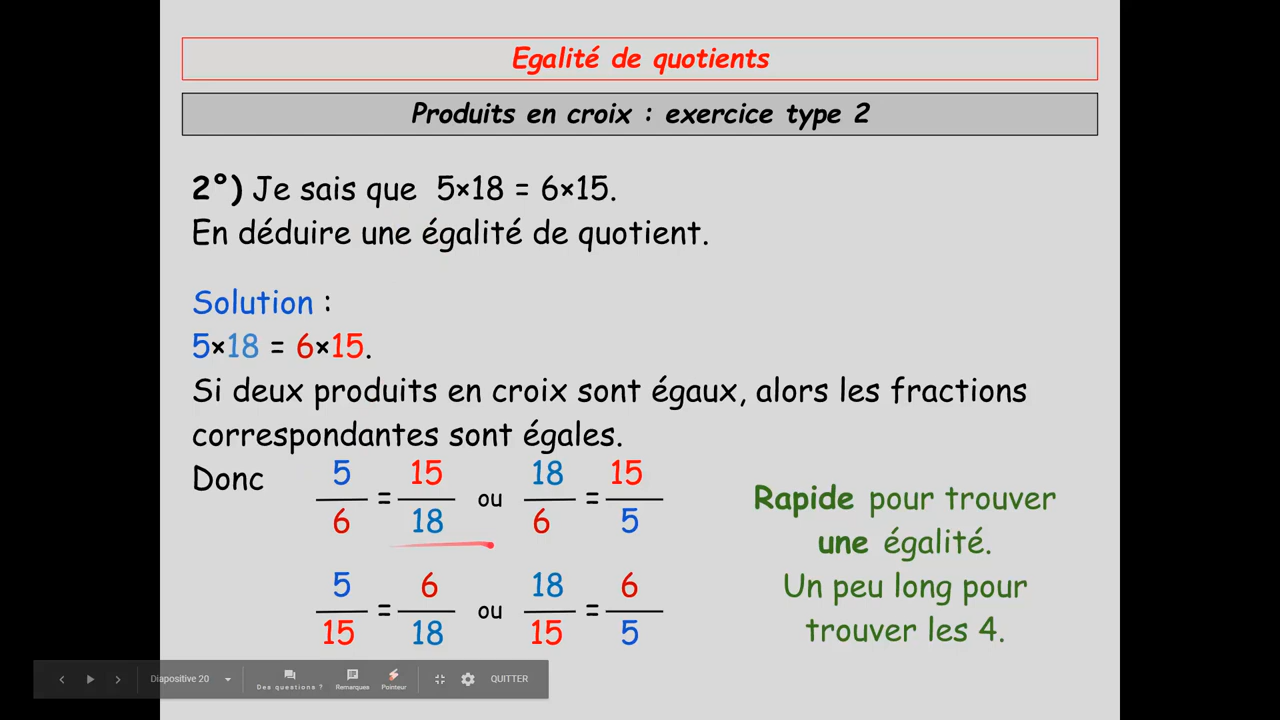 Egalité de quotients
Produits en croix : exercice type 2
2°) Je sais que 5×18 = 6×15.
En déduire une égalité de quotient.
Solution :
5×18 = 6×15.
Si deux produits en croix sont égaux, alors les fractions
correspondantes sont égales.
Donc 5/6 = 15/18 ou 18/6 = 15/5
5/15 = 6/18 ou 18/15 = 6/5
Rapide pour trouver
une égalité.
Un peu long pour
trouver les 4.
Diapositive 20
Des questions ?
Remarques
Pointeur
QUITTER